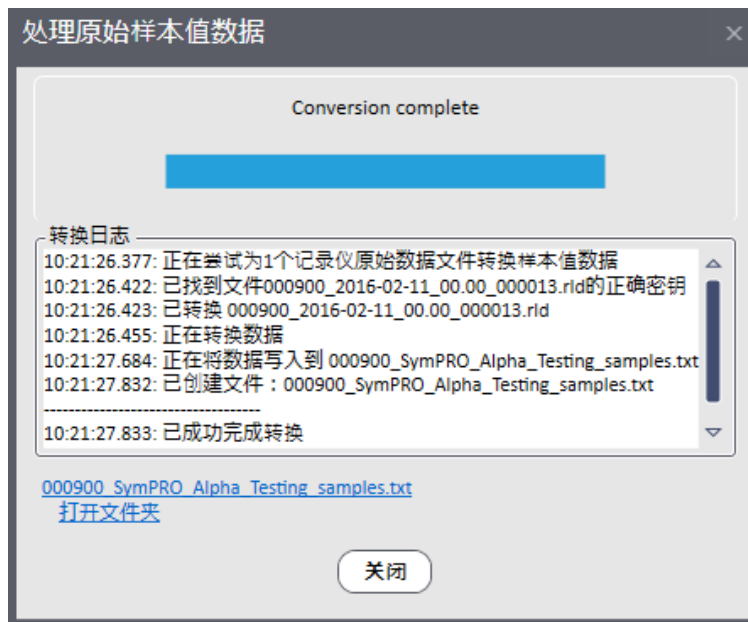 处理原始样本值数据
Conversion complete
转换日志
10:21:26.377: 正在尝试为1个记录仪原始数据文件转换样本值数据
10:21:26.422: 已找到文件000900_2016-02-11_00.00_000013.rld的正确密钥
10:21:26.423: 已转换 000900_2016-02-11_00.00_000013.rld
10:21:26.455: 正在转换数据
10:21:27.684: 正在将数据写入到 000900_SymPRO_Alpha_Testing_samples.txt
10:21:27.832: 已创建文件：000900_SymPRO_Alpha_Testing_samples.txt
-----------------------------------
10:21:27.833: 已成功完成转换
000900_SymPRO_Alpha_Testing_samples.txt
打开文件夹
关闭